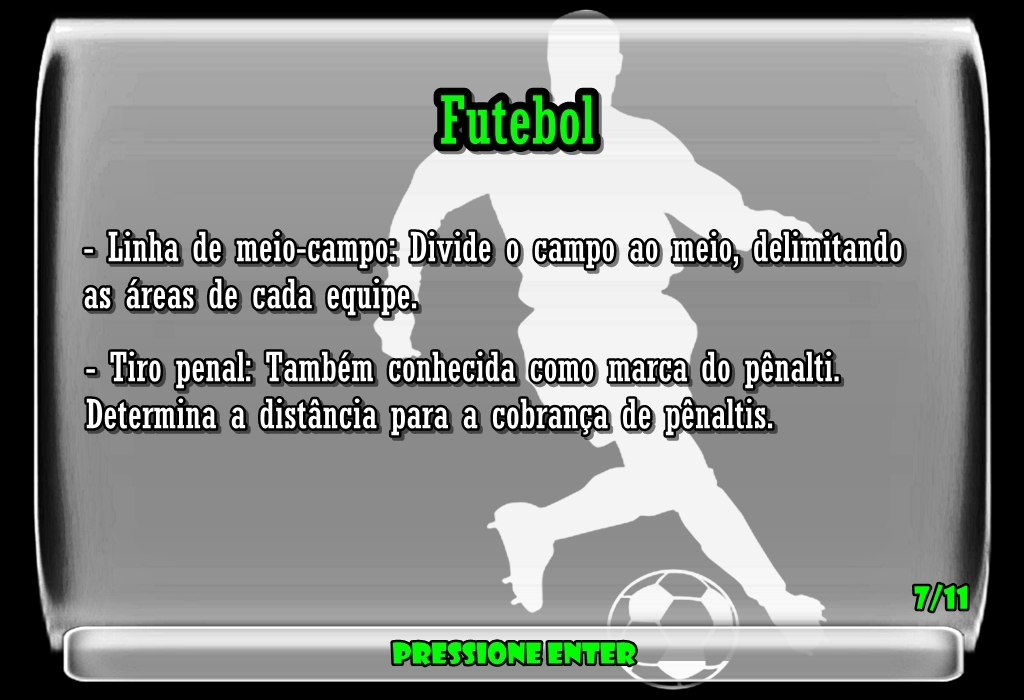 Futebol
- Linha de meio-campo: Divide o campo ao meio, delimitando
as áreas de cada equipe.
- Tiro penal: Também conhecida como marca do pênalti.
Determina a distância para a cobrança de pênaltis.
7/11
PRESSIONE ENTER